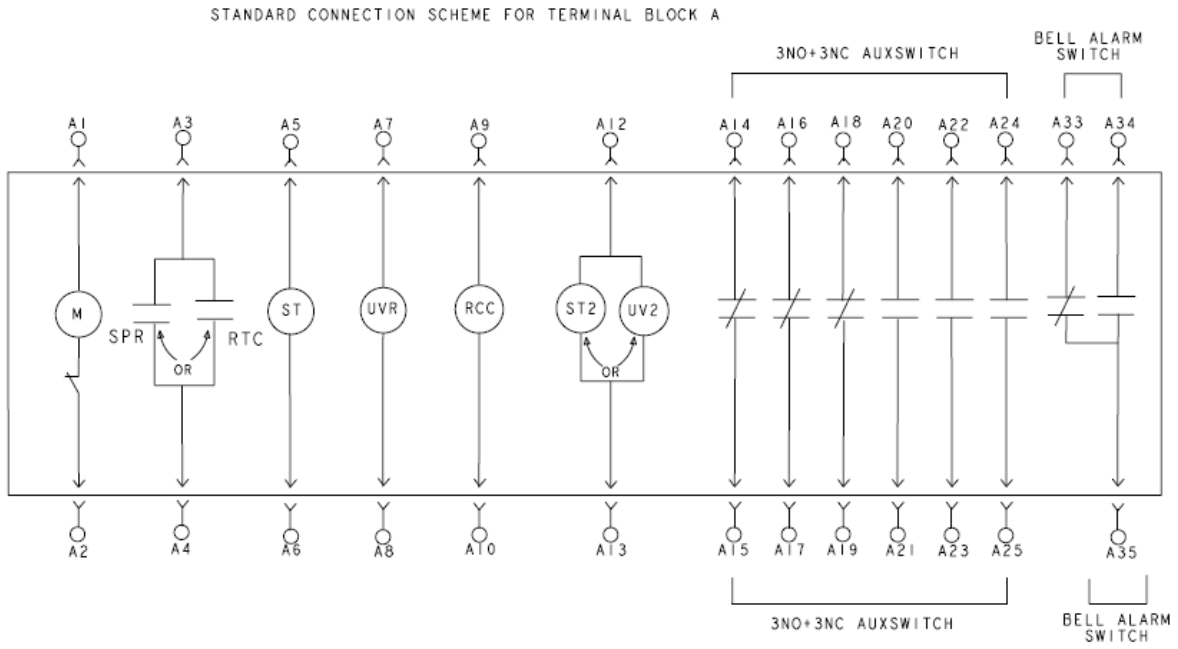 STANDARD CONNECTION SCHEME FOR TERMINAL BLOCK A
3NO+3NC AUXSWITCH
BELL ALARM
SWITCH
A1 A3 A5 A7 A9 A12 A14 A16 A18 A20 A22 A24 A33 A34
M SPR OR RTC ST UVR RCC ST2 OR UV2
A2 A4 A6 A8 A10 A13 A15 A17 A19 A21 A23 A25 A35
3NO+3NC AUXSWITCH
BELL ALARM
SWITCH